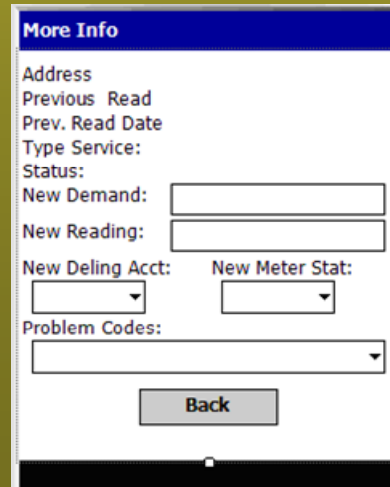 More Info
Address
Previous Read
Prev. Read Date
Type Service:
Status:
New Demand:
New Reading:
New Delinq Acct: New Meter Stat:
Problem Codes:
Back